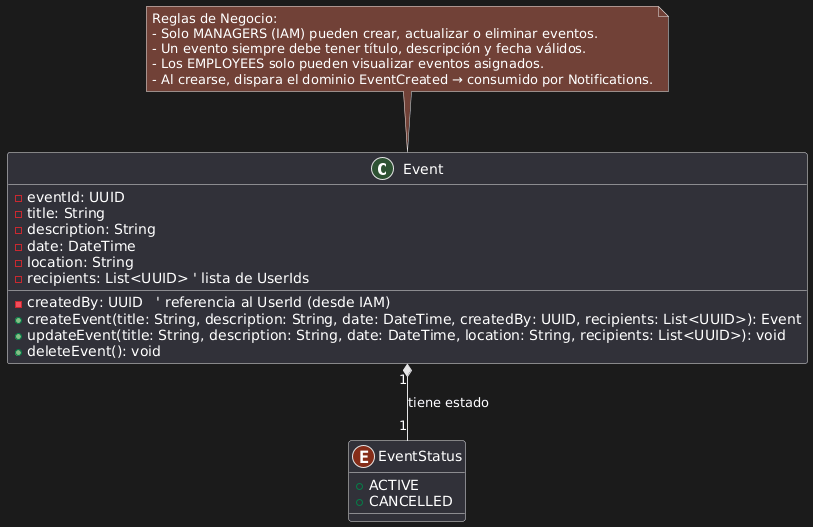 Reglas de Negocio:
- Solo MANAGERS (IAM) pueden crear, actualizar o eliminar eventos.
- Un evento siempre debe tener título, descripción y fecha válidos.
- Los EMPLOYEES solo pueden visualizar eventos asignados.
- Al crearse, dispara el dominio EventCreated → consumido por Notifications.
C Event
eventId: UUID
title: String
description: String
date: DateTime
location: String
recipients: List<UUID> ' lista de UserIds
createdBy: UUID   ' referencia al UserId (desde IAM)
createEvent(title: String, description: String, date: DateTime, createdBy: UUID, recipients: List<UUID>): Event
updateEvent(title: String, description: String, date: DateTime, location: String, recipients: List<UUID>): void
deleteEvent(): void
1
tiene estado
1
E EventStatus
ACTIVE
CANCELLED